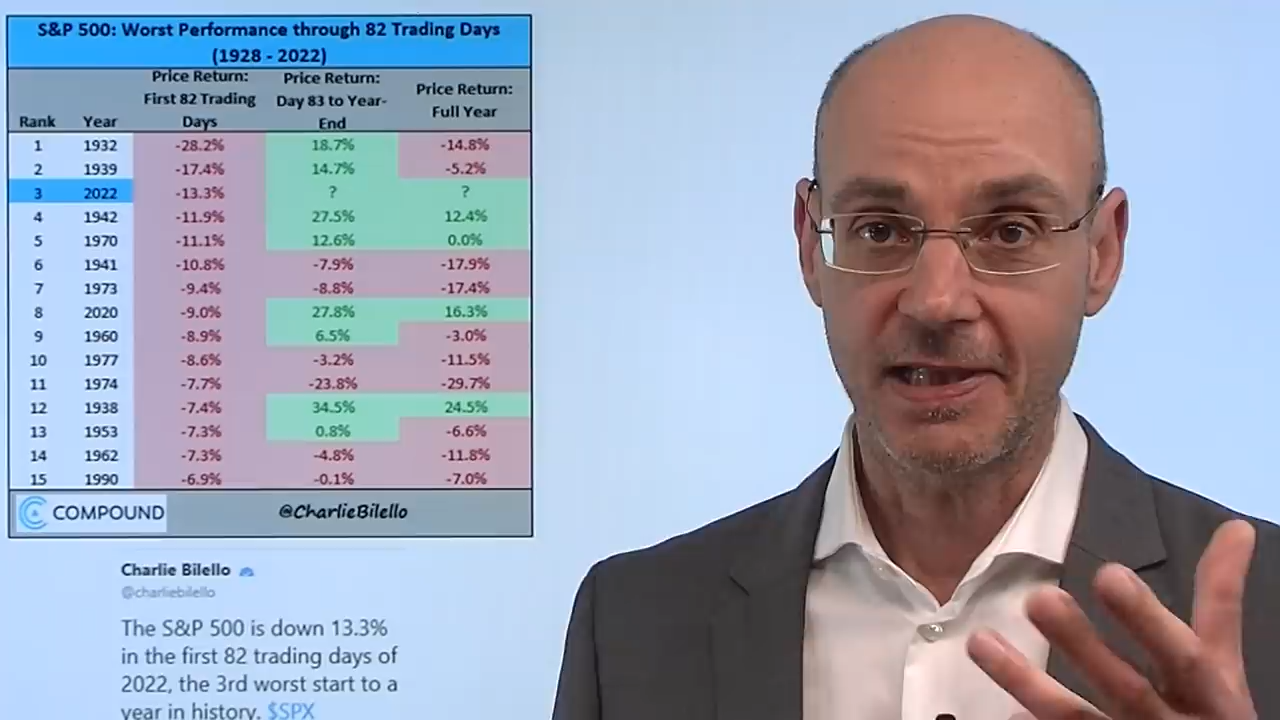 S&P 500: Worst Performance through 82 Trading Days
(1928 - 2022)
Rank Year Price Return: First 82 Trading Days Price Return: Day 83 to Year-End Price Return: Full Year
1 1932 -28.2% 18.7% -14.8%
2 1939 -17.4% 14.7% -5.2%
3 2022 -13.3% ? ?
4 1942 -11.9% 27.5% 12.4%
5 1970 -11.1% 12.6% 0.0%
6 1941 -10.8% -7.9% -17.9%
7 1973 -9.4% -8.8% -17.4%
8 2020 -9.0% 27.8% 16.3%
9 1960 -8.9% 6.5% -3.0%
10 1977 -8.6% -3.2% -11.5%
11 1974 -7.7% -23.8% -29.7%
12 1938 -7.4% 34.5% 24.5%
13 1953 -7.3% 0.8% -6.6%
14 1962 -7.3% -4.8% -11.8%
15 1990 -6.9% -0.1% -7.0%
COMPOUND @CharlieBilello
Charlie Bilello
@charliebilello
The S&P 500 is down 13.3%
in the first 82 trading days of
2022, the 3rd worst start to a
year in history. $SPX